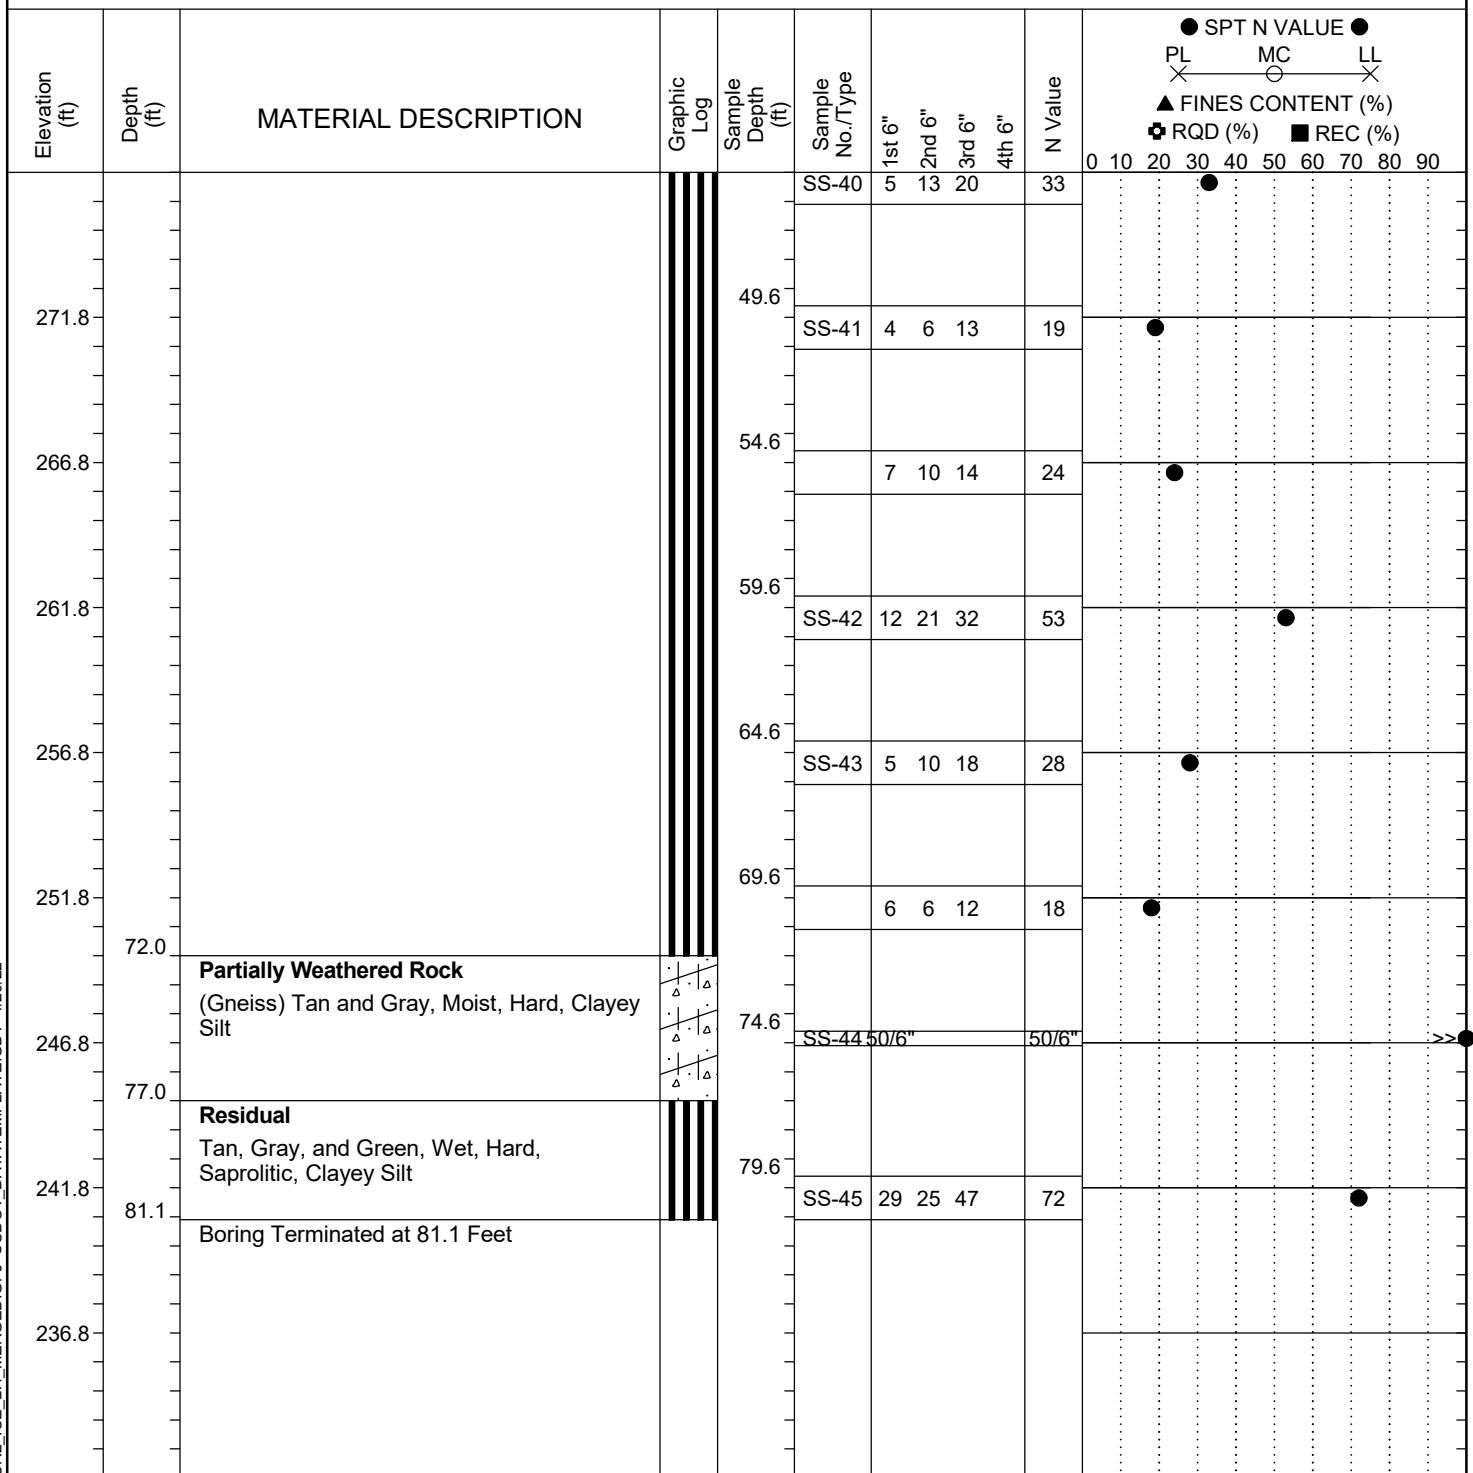 ● SPT N VALUE ●
PL MC LL
▲ FINES CONTENT (%)
RQD (%) ■ REC (%)
Elevation (ft)
Depth (ft)
MATERIAL DESCRIPTION
Graphic Log
Sample Depth (ft)
Sample No./Type
1st 6"
2nd 6"
3rd 6"
4th 6"
N Value
0 10 20 30 40 50 60 70 80 90
SS-40 5 13 20 33
49.6
271.8 SS-41 4 6 13 19
54.6
266.8 7 10 14 24
59.6
261.8 SS-42 12 21 32 53
64.6
256.8 SS-43 5 10 18 28
69.6
251.8 6 6 12 18
72.0
Partially Weathered Rock
(Gneiss) Tan and Gray, Moist, Hard, Clayey
Silt
74.6
246.8 SS-44 50/6" 50/6" >>
77.0
Residual
Tan, Gray, and Green, Wet, Hard,
Saprolitic, Clayey Silt
79.6
241.8 SS-45 29 25 47 72
81.1
Boring Terminated at 81.1 Feet
236.8